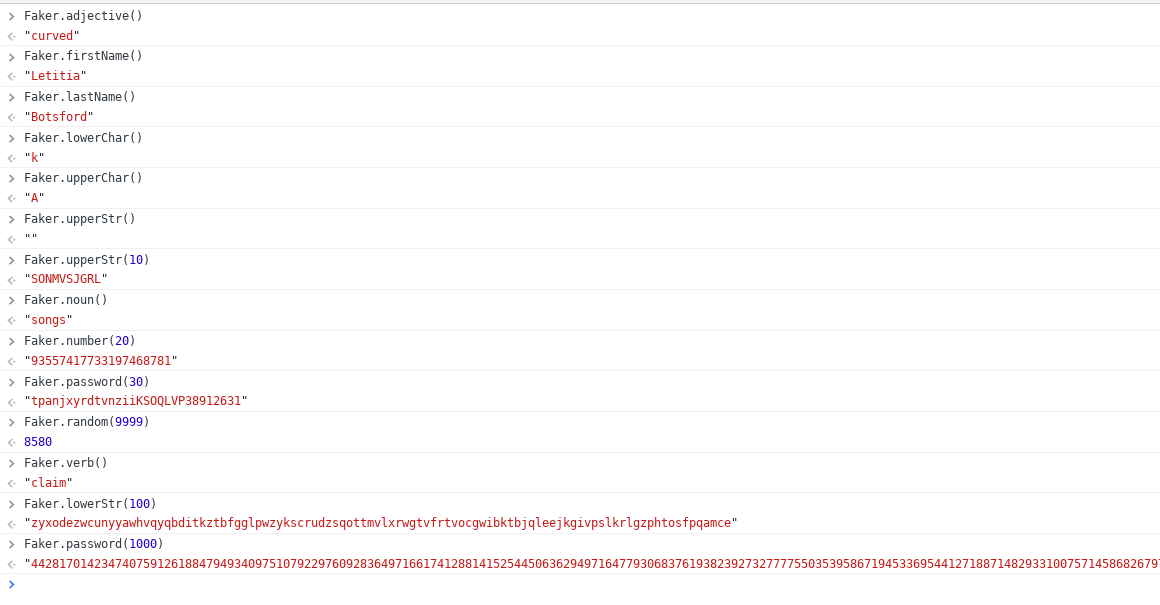 Faker.adjective()
"curved"
Faker.firstName()
"Letitia"
Faker.lastName()
"Botsford"
Faker.lowerChar()
"k"
Faker.upperChar()
"A"
Faker.upperStr()
""
Faker.upperStr(10)
"SONMVSJGRL"
Faker.noun()
"songs"
Faker.number(20)
"93557417733197468781"
Faker.password(30)
"tpanjxyrdtvnziiKSOQLVP38912631"
Faker.random(9999)
8580
Faker.verb()
"claim"
Faker.lowerStr(100)
"zyxodezwcunyyawhvqyqbditkztbfgglpwzykscrudzsqottmvlxrwgtvfrtvocgwibktbjqleejkgivpslkrlgzphtosfpqamce"
Faker.password(1000)
"44281701423474075912618847949340975107922976092836497166174128814152544506362949716477930683761938239273277775503539586719453369544127188714829331007571458682679